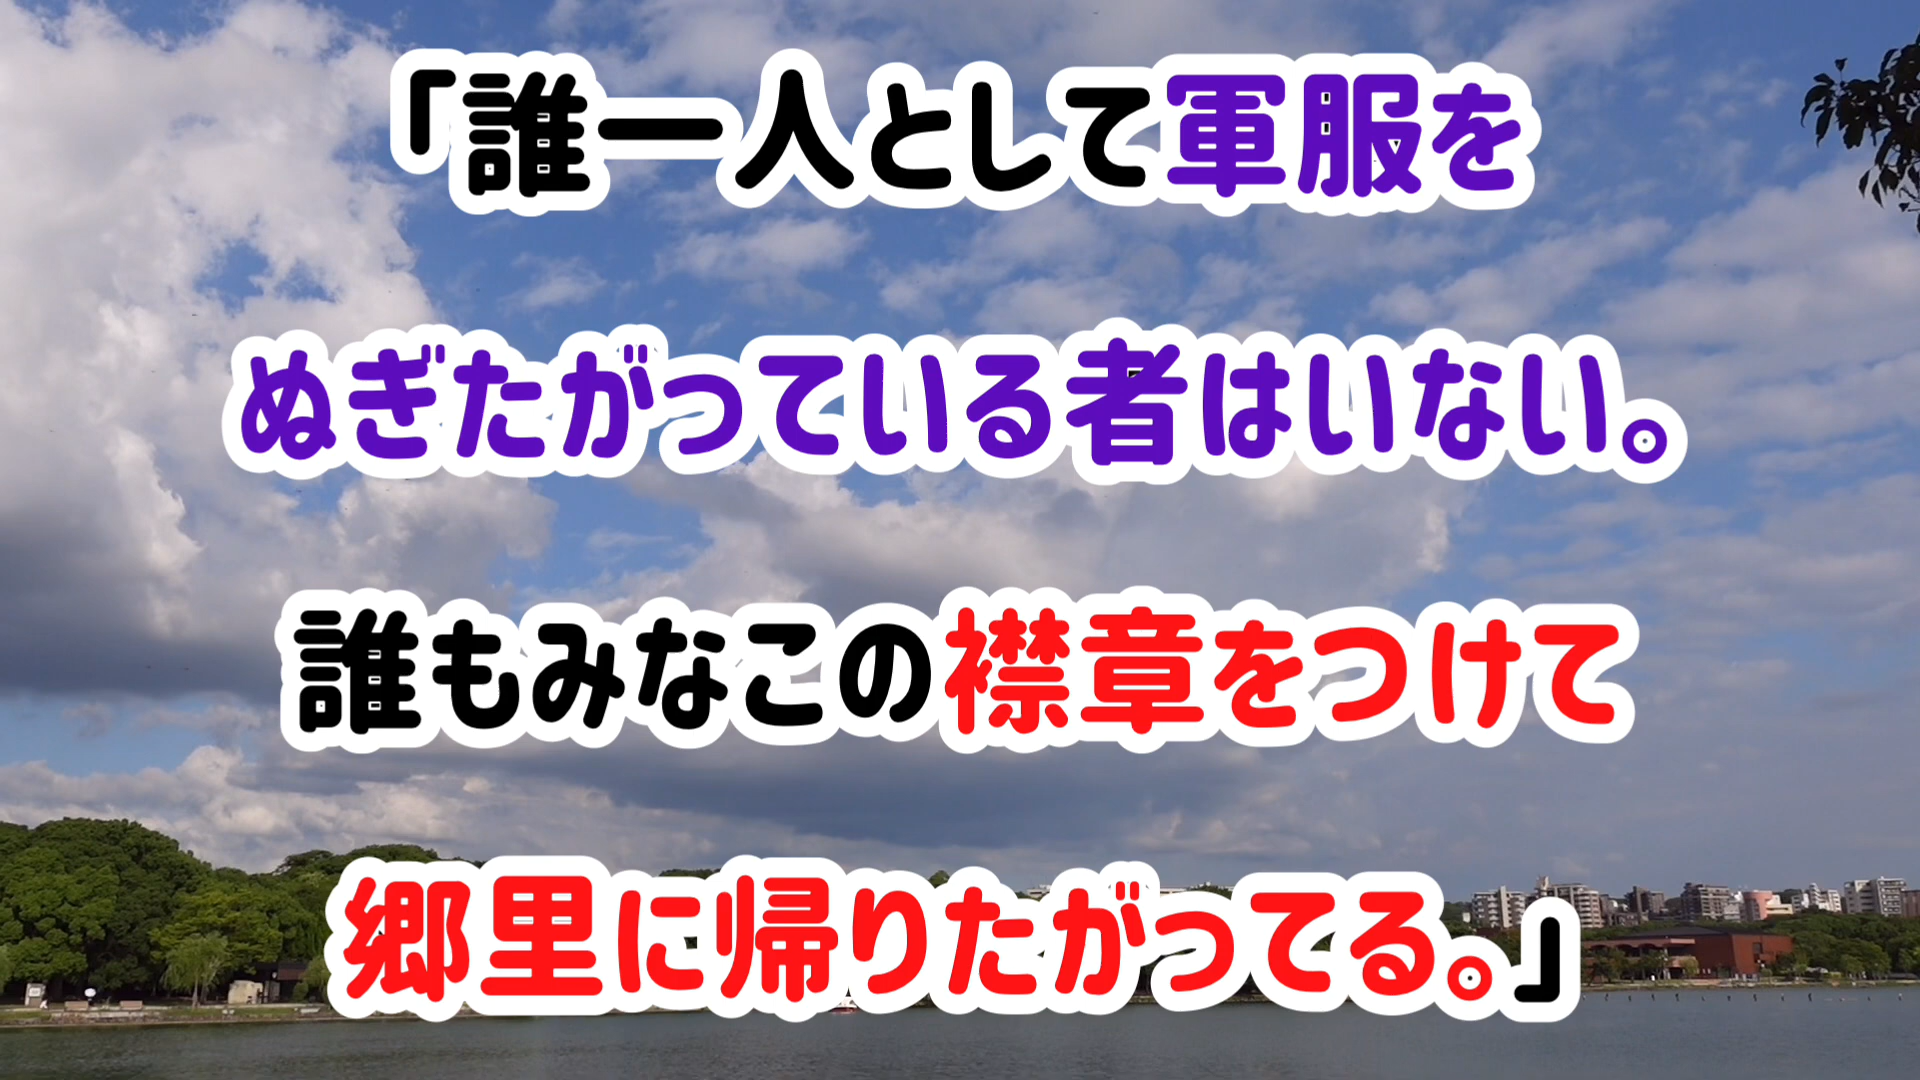 「誰一人として軍服を
ぬぎたがっている者はいない。
誰もみなこの襟章をつけて
郷里に帰りたがってる。」